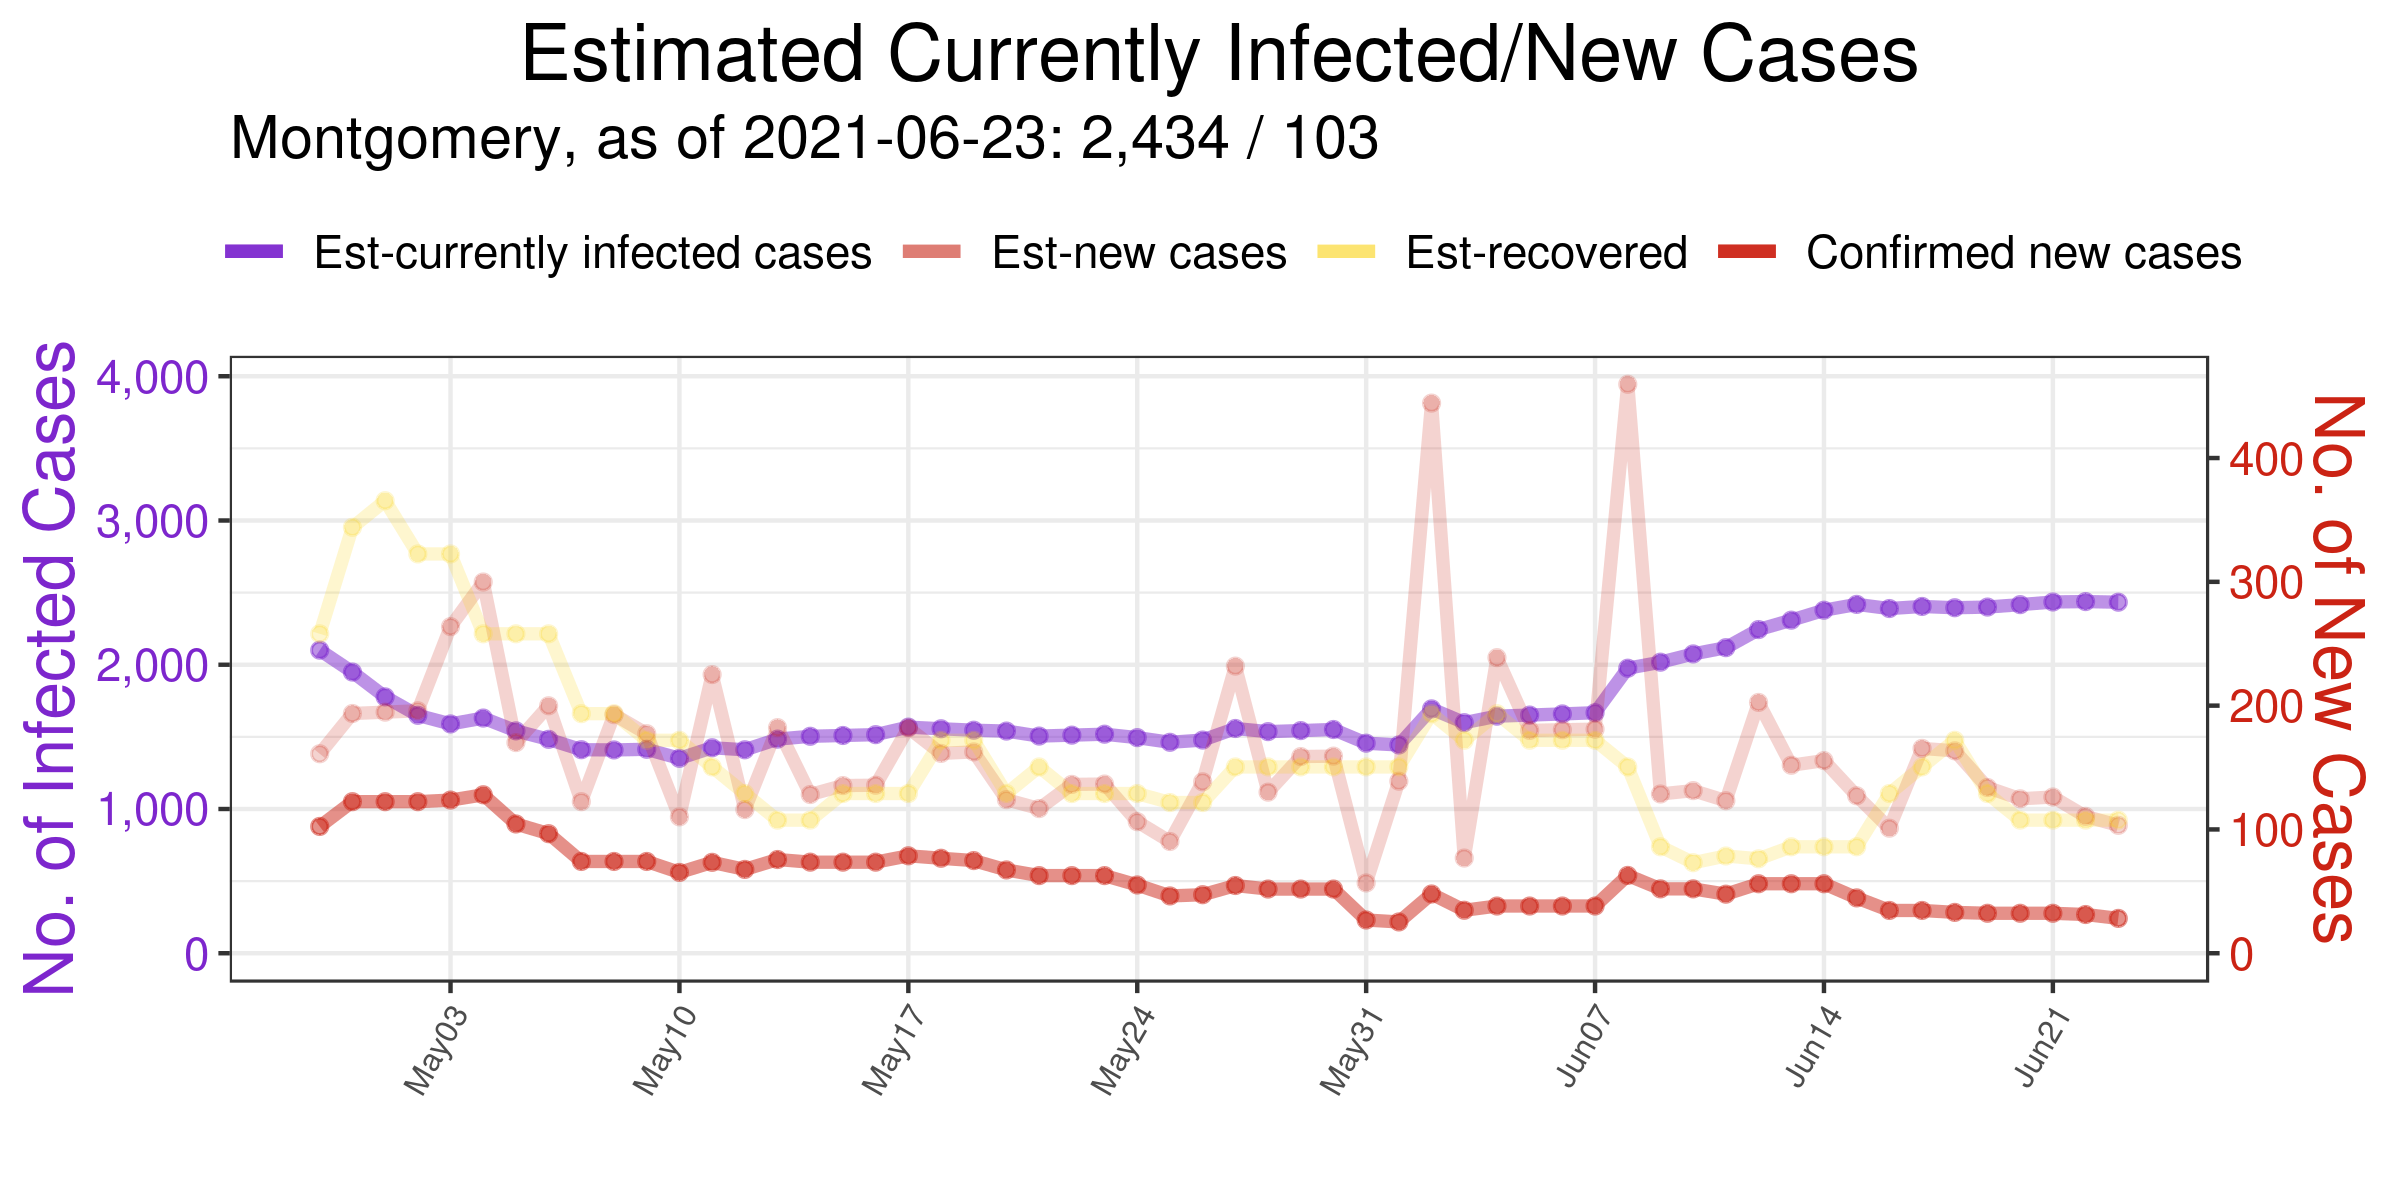 Estimated Currently Infected/New Cases
Montgomery, as of 2021-06-23: 2,434 / 103
Est-currently infected cases Est-new cases Est-recovered Confirmed new cases
No. of Infected Cases
4,000
3,000
2,000
1,000
0
No. of New Cases
400
300
200
100
0
May03 May10 May17 May24 May31 Jun07 Jun14 Jun21